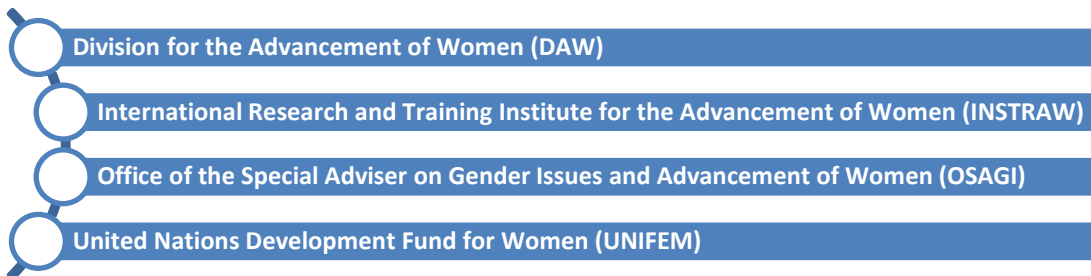 Division for the Advancement of Women (DAW)
International Research and Training Institute for the Advancement of Women (INSTRAW)
Office of the Special Adviser on Gender Issues and Advancement of Women (OSAGI)
United Nations Development Fund for Women (UNIFEM)